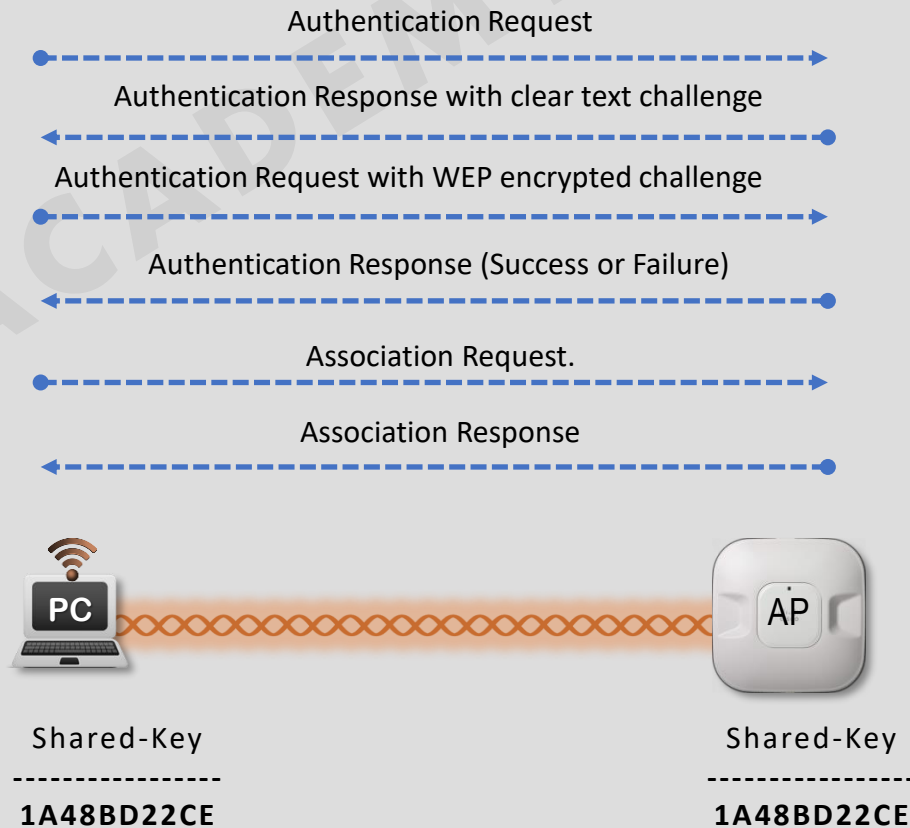 Authentication Request
Authentication Response with clear text challenge
Authentication Request with WEP encrypted challenge
Authentication Response (Success or Failure)
Association Request.
Association Response
PC
AP
Shared-Key
Shared-Key
-----------------
-----------------
1A48BD22CE
1A48BD22CE
ACADEM